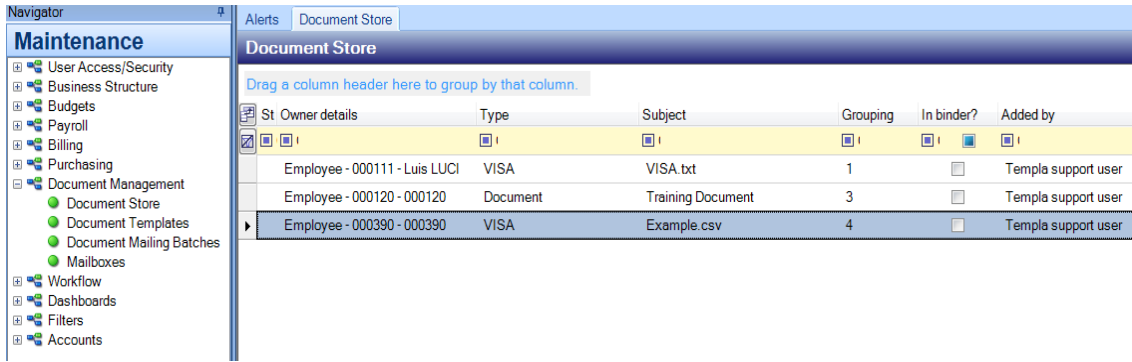 Navigator
Maintenance
User Access/Security
Business Structure
Budgets
Payroll
Billing
Purchasing
Document Management
Document Store
Document Templates
Document Mailing Batches
Mailboxes
Workflow
Dashboards
Filters
Accounts
Alerts Document Store
Document Store
Drag a column header here to group by that column.
St Owner details Type Subject Grouping In binder? Added by
Employee - 000111 - Luis LUCI VISA VISA.txt 1 Templa support user
Employee - 000120 - 000120 Document Training Document 3 Templa support user
Employee - 000390 - 000390 VISA Example.csv 4 Templa support user